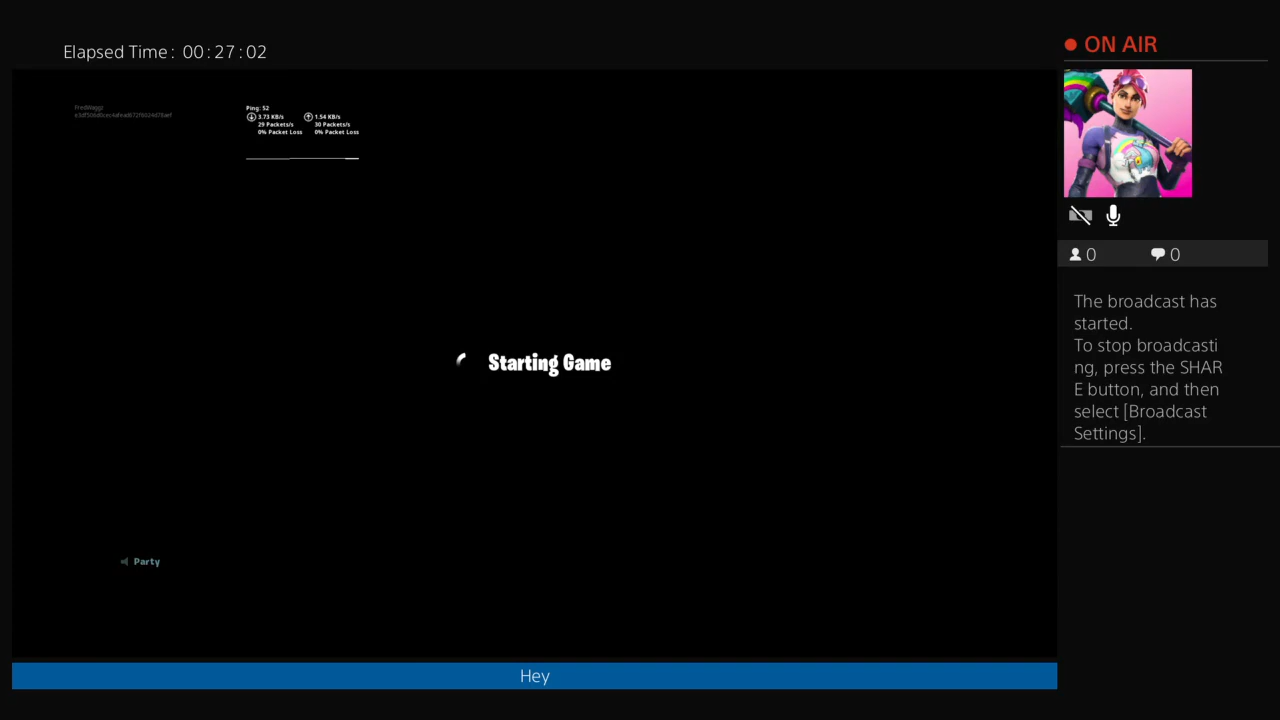 Elapsed Time: 00:27:02
ON AIR
Ping: 52
3.73 KB/s 1.54 KB/s
29 Packets/s 30 Packets/s
0% Packet Loss 0% Packet Loss
0 0
The broadcast has
started.
To stop broadcasti
ng, press the SHAR
E button, and then
select [Broadcast
Settings].
Starting Game
Party
Hey